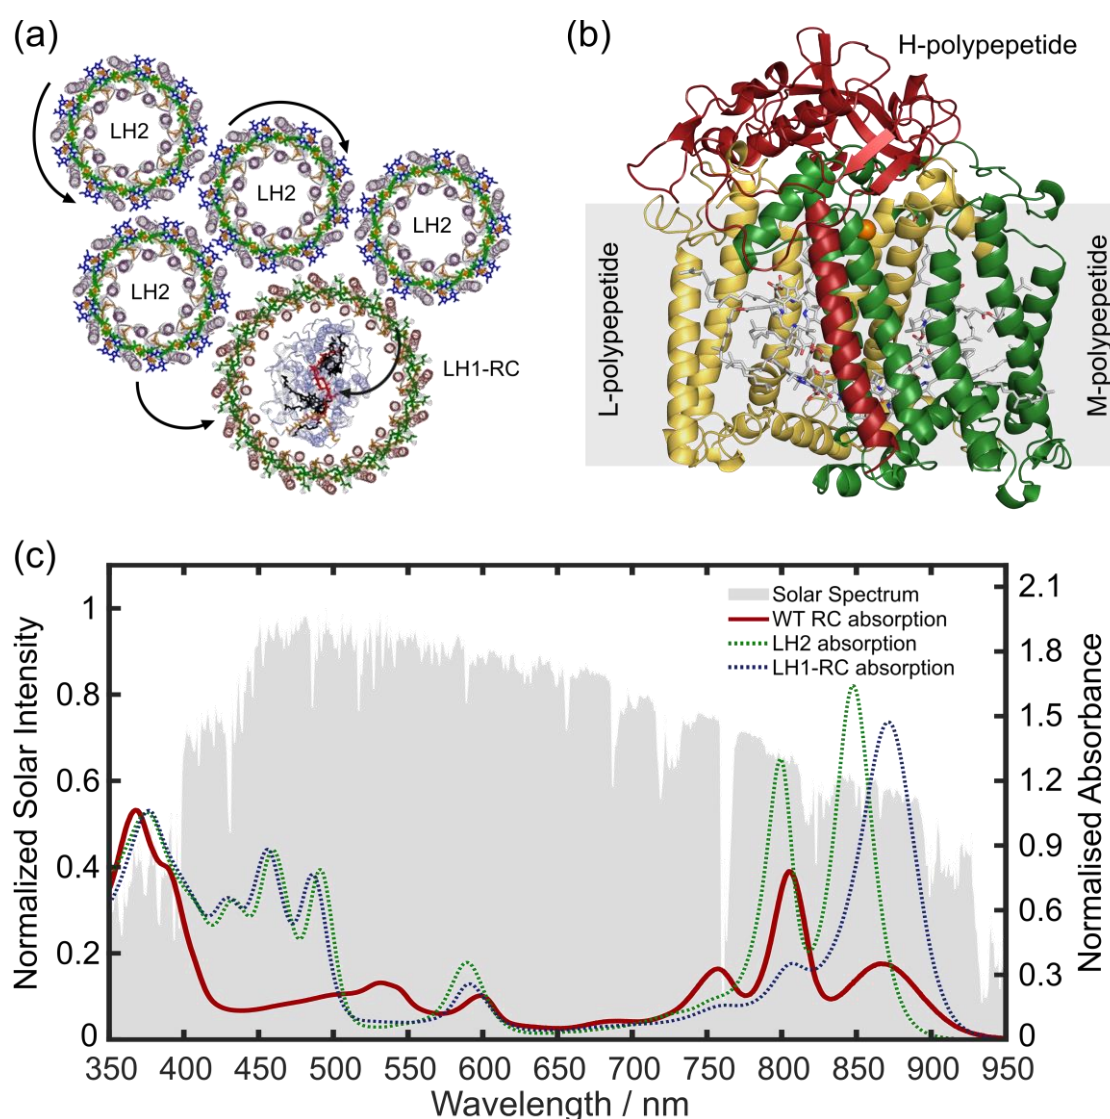 (a)
LH2
LH2
LH2
LH2
LH1-RC
(b)
H-polypepetide
L-polypeptide
M-polypeptide
(c)
Normalized Solar Intensity
1
0.8
0.6
0.4
0.2
0
Solar Spectrum
WT RC absorption
LH2 absorption
LH1-RC absorption
2.1
1.8
1.5
1.2
0.9
0.6
0.3
0
Normalised Absorbance
350 400 450 500 550 600 650 700 750 800 850 900 950
Wavelength / nm